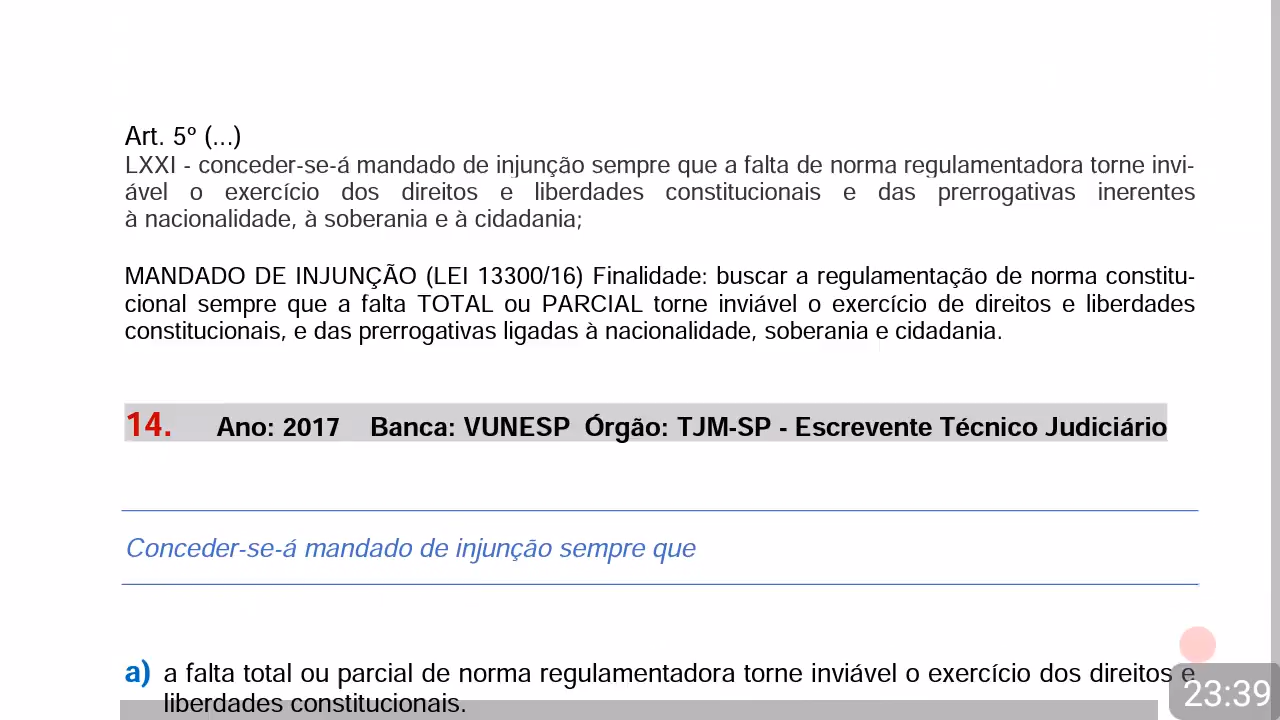 Art. 5º (...)
LXXI - conceder-se-á mandado de injunção sempre que a falta de norma regulamentadora torne invi-
ável o exercício dos direitos e liberdades constitucionais e das prerrogativas inerentes
à nacionalidade, à soberania e à cidadania;
MANDADO DE INJUNÇÃO (LEI 13300/16) Finalidade: buscar a regulamentação de norma constitu-
cional sempre que a falta TOTAL ou PARCIAL torne inviável o exercício de direitos e liberdades
constitucionais, e das prerrogativas ligadas à nacionalidade, soberania e cidadania.
14. Ano: 2017 Banca: VUNESP Órgão: TJM-SP - Escrevente Técnico Judiciário
Conceder-se-á mandado de injunção sempre que
a) a falta total ou parcial de norma regulamentadora torne inviável o exercício dos direitos e
liberdades constitucionais.
23:39